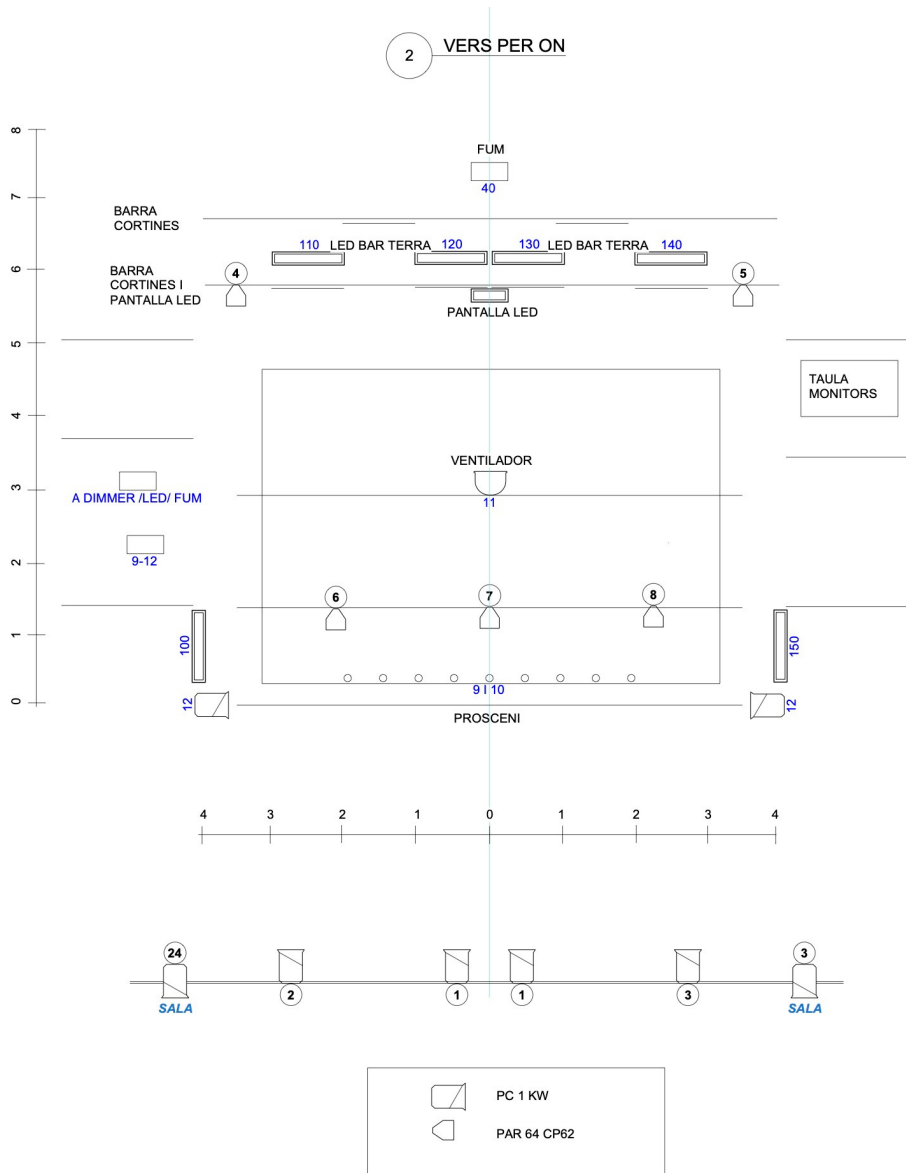 2 VERS PER ON
8
7
6
5
4
3
2
1
0
FUM
40
BARRA
CORTINES
110 LED BAR TERRA 120 130 LED BAR TERRA 140
BARRA
CORTINES I
PANTALLA LED
4
5
PANTALLA LED
TAULA
MONITORS
VENTILADOR
11
A DIMMER /LED/ FUM
9-12
6 7 8
100
150
9 I 10
12
12
PROSCENI
4 3 2 1 0 1 2 3 4
24
3
2 1 1 3
SALA
SALA
PC 1 KW
PAR 64 CP62